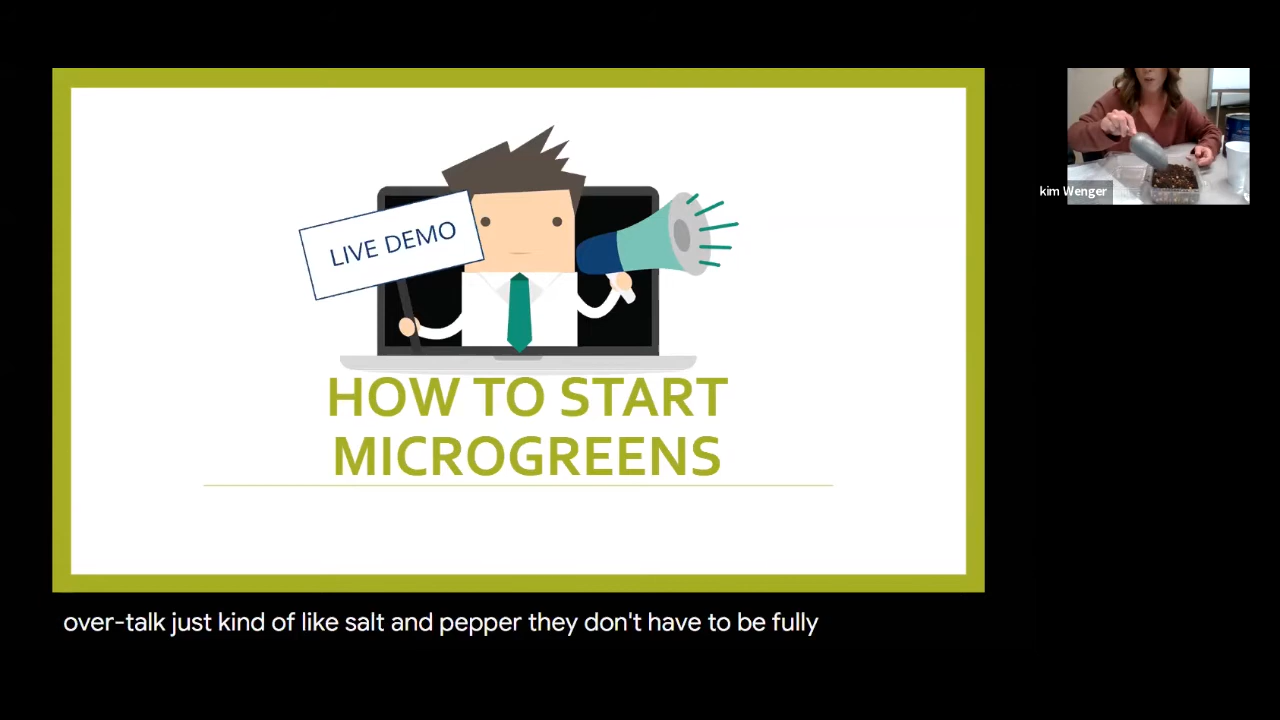 LIVE DEMO
HOW TO START
MICROGREENS
kim Wenger
over-talk just kind of like salt and pepper they don't have to be fully